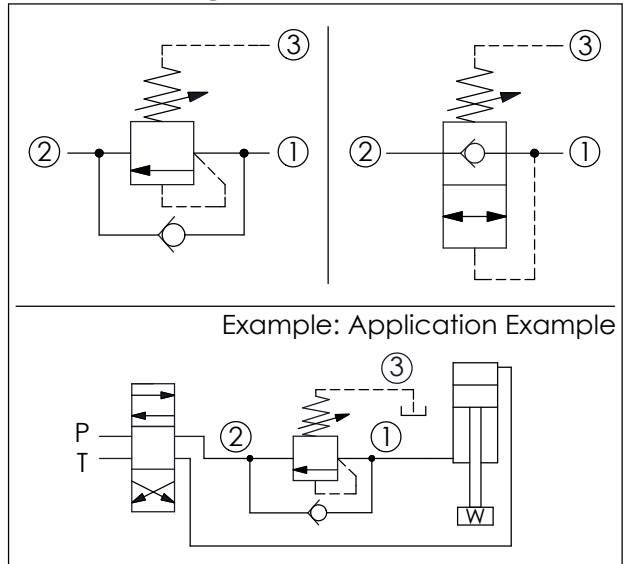 ③ ③
② ① ② ①
Example: Application Example
③
P ② ①
T
W